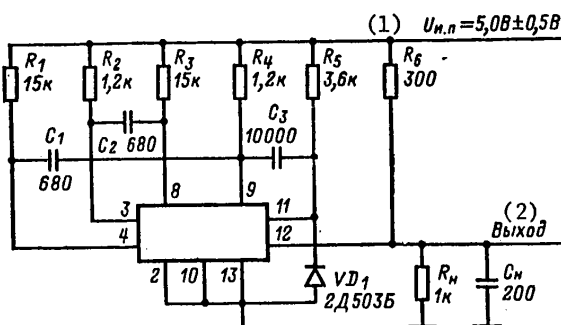 (1) Uи.п = 5,0В±0,5В
R1 15к
R2 1,2к
R3 15к
R4 1,2к
R5 3,6к
R6 300
C1 680
C2 680
C3 10000
8 9
3 11
4 12
2 10 13
(2)
Выход
VD1
2Д503Б
Rн 1к
Cн 200